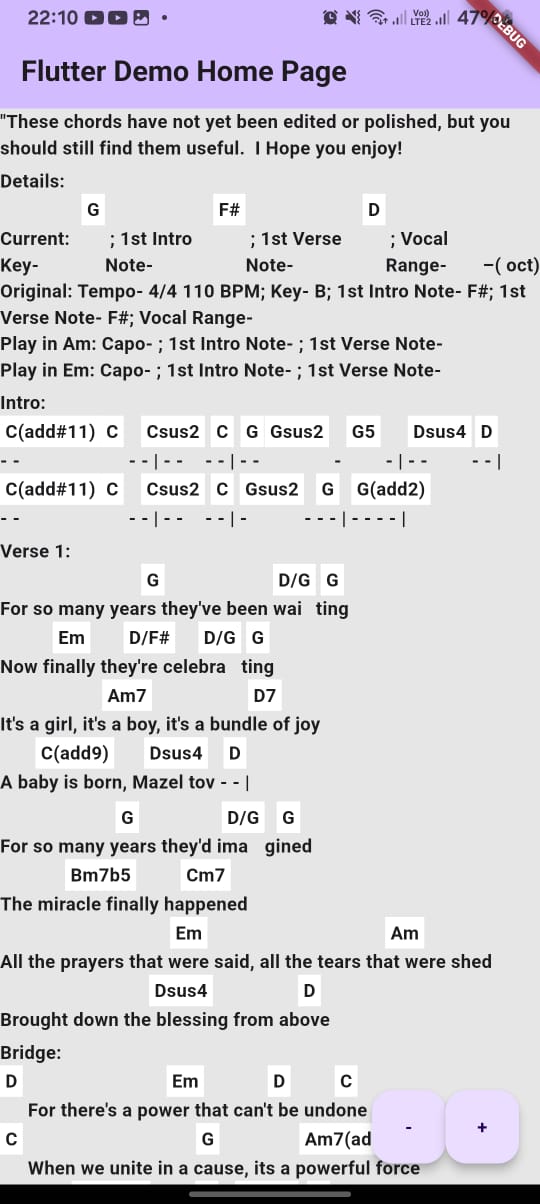 22:10
Vo))
LTE2
47%
DEBUG
Flutter Demo Home Page
"These chords have not yet been edited or polished, but you
should still find them useful.  I Hope you enjoy!
Details:
G F# D
Current: ; 1st Intro ; 1st Verse ; Vocal
Key- Note- Note- Range- –( oct)
Original: Tempo- 4/4 110 BPM; Key- B; 1st Intro Note- F#; 1st
Verse Note- F#; Vocal Range-
Play in Am: Capo- ; 1st Intro Note- ; 1st Verse Note-
Play in Em: Capo- ; 1st Intro Note- ; 1st Verse Note-
Intro:
C(add#11) C Csus2 C G Gsus2 G5 Dsus4 D
- - - - | - - - - | - - - - | - - - - |
C(add#11) C Csus2 C Gsus2 G G(add2)
- - - - | - - - - | - - - - | - - - - |
Verse 1:
G D/G G
For so many years they've been wai ting
Em D/F# D/G G
Now finally they're celebra ting
Am7 D7
It's a girl, it's a boy, it's a bundle of joy
C(add9) Dsus4 D
A baby is born, Mazel tov - - |
G D/G G
For so many years they'd ima gined
Bm7b5 Cm7
The miracle finally happened
Em Am
All the prayers that were said, all the tears that were shed
Dsus4 D
Brought down the blessing from above
Bridge:
D Em D C
For there's a power that can't be undone
C G Am7(ad
When we unite in a cause, its a powerful force
- +